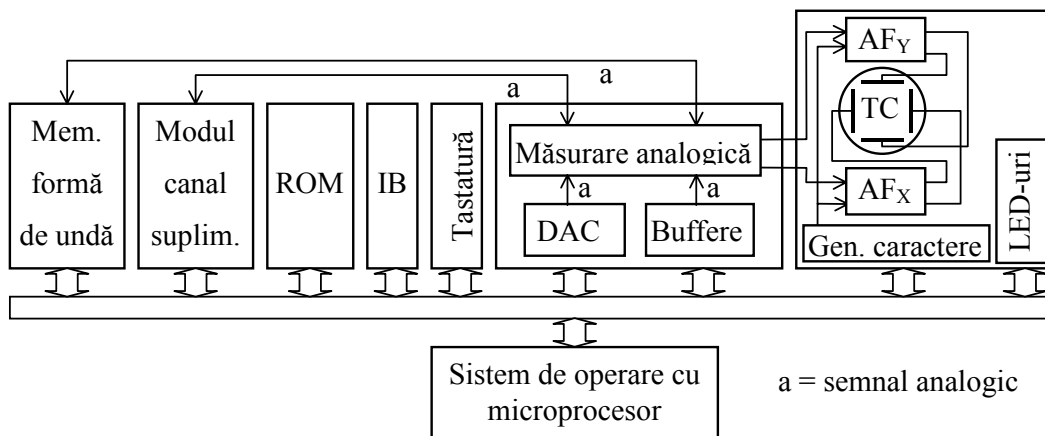 a
a
Mem.
formă
de undă
Modul
canal
suplim.
ROM
IB
Tastatură
Măsurare analogică
a
a
DAC
Buffere
AFY
TC
AFX
Gen. caractere
LED-uri
Sistem de operare cu
microprocesor
a = semnal analogic